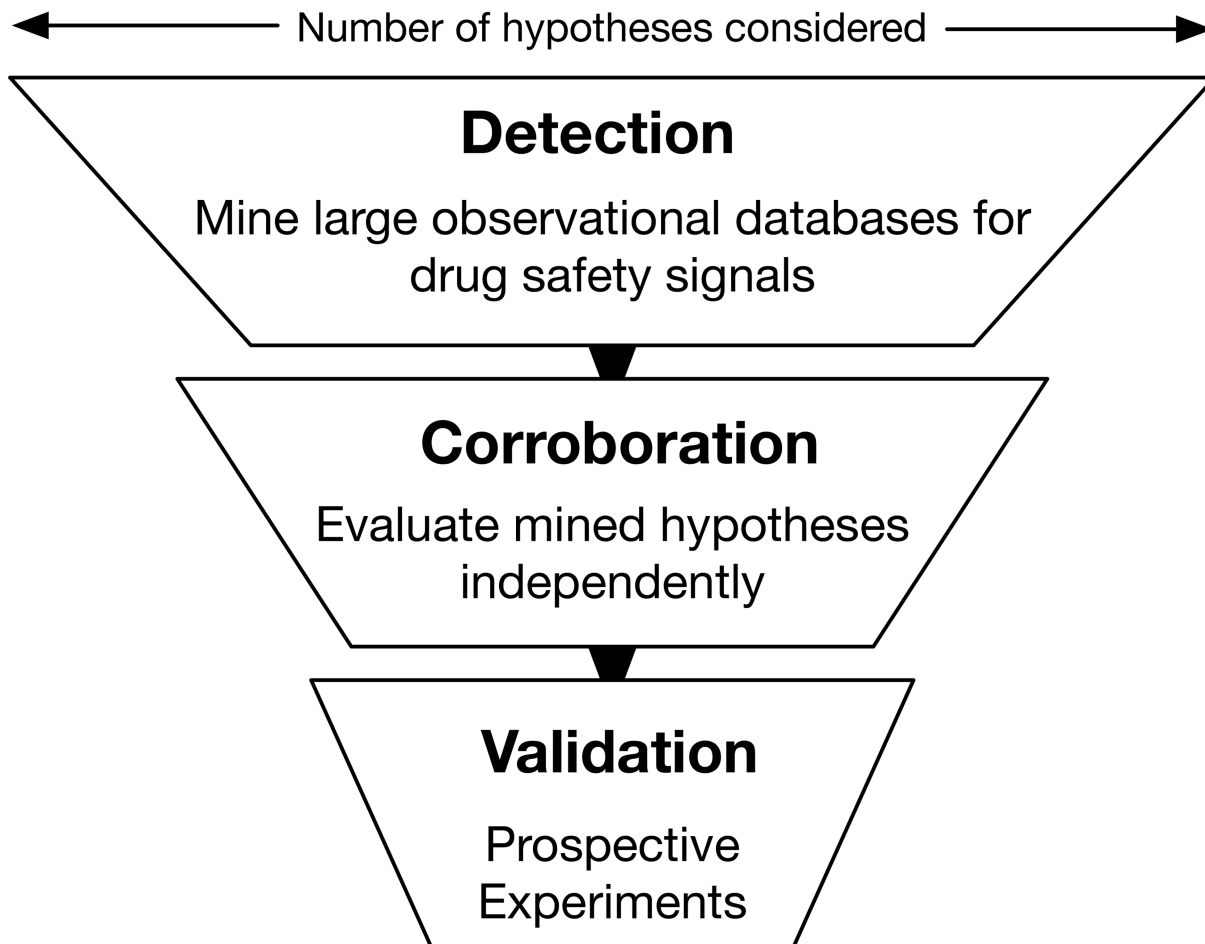 Number of hypotheses considered
Detection
Mine large observational databases for
drug safety signals
Corroboration
Evaluate mined hypotheses
independently
Validation
Prospective
Experiments